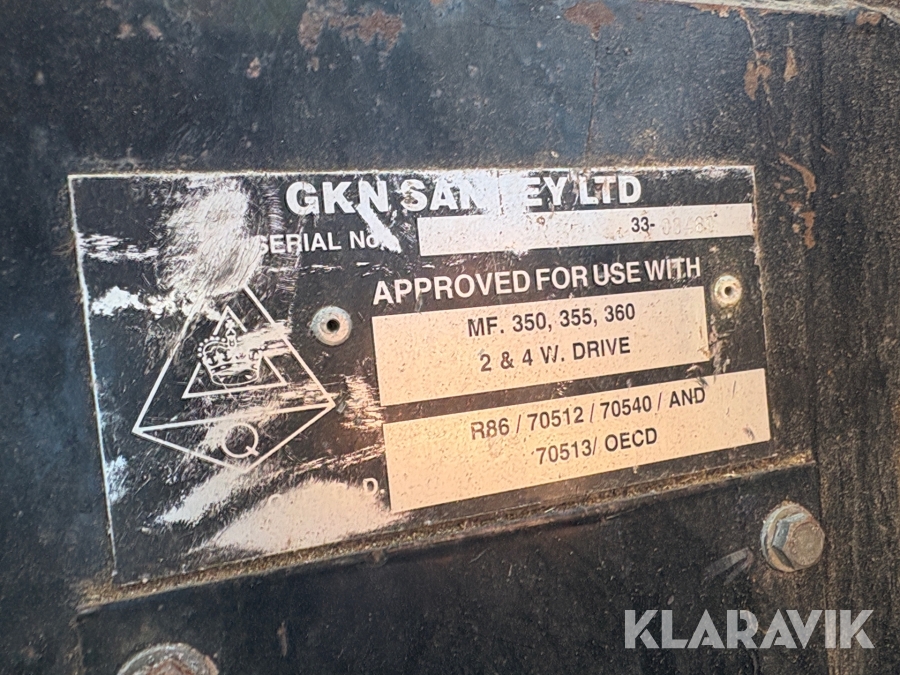 GKN SAN EY LTD
SERIAL No. 33-
APPROVED FOR USE WITH
MF. 350, 355, 360
2 & 4 W. DRIVE
R86 / 70512 / 70540 / AND
70513/ OECD
D.
Q
KLARAVIK